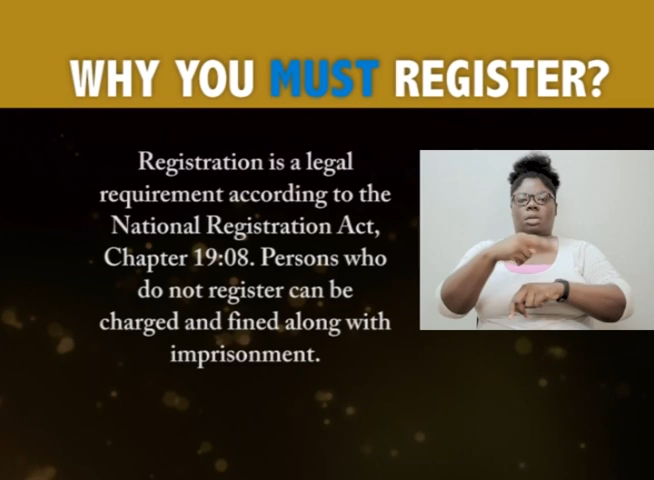 WHY YOU MUST REGISTER?
Registration is a legal
requirement according to the
National Registration Act,
Chapter 19:08. Persons who
do not register can be
charged and fined along with
imprisonment.